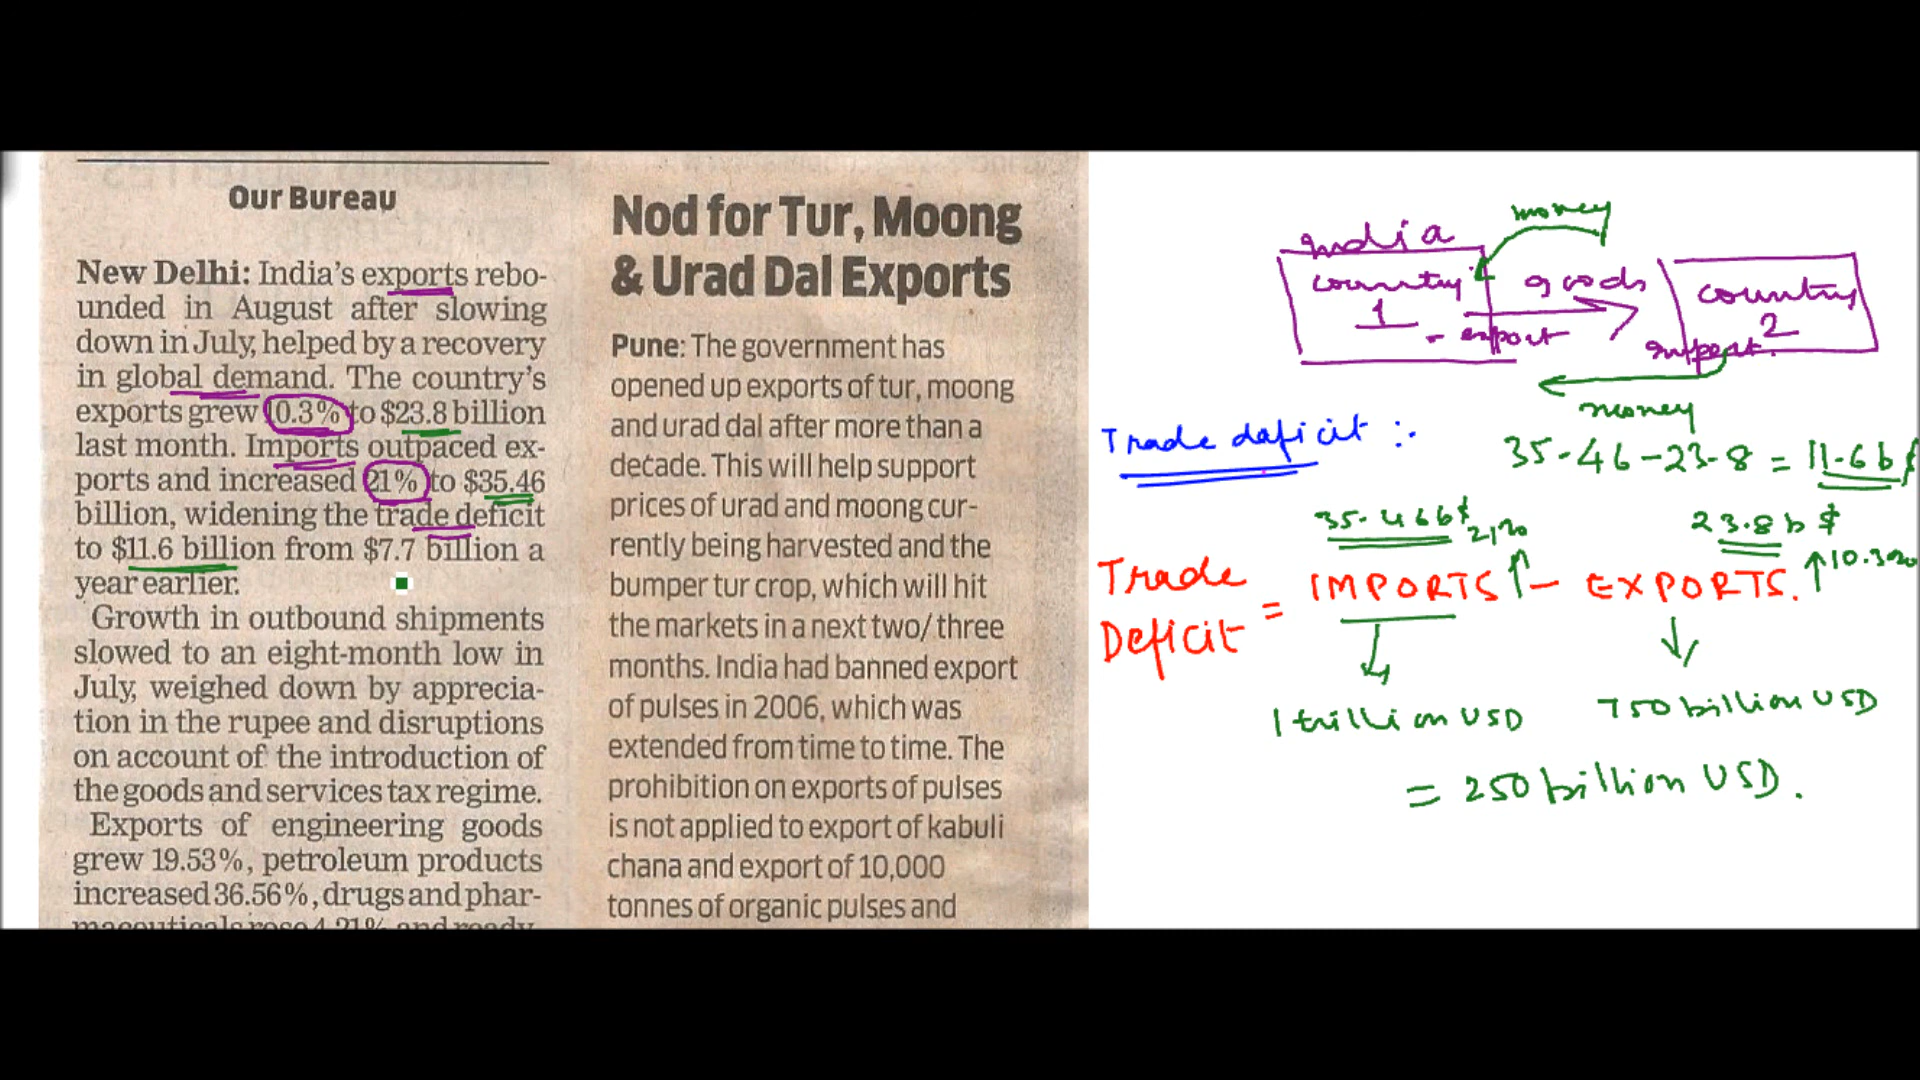 Our Bureau
New Delhi: India's exports rebo-
unded in August after slowing
down in July, helped by a recovery
in global demand. The country's
exports grew 10.3% to $23.8 billion
last month. Imports outpaced ex-
ports and increased 21% to $35.46
billion, widening the trade deficit
to $11.6 billion from $7.7 billion a
year earlier.
Growth in outbound shipments
slowed to an eight-month low in
July, weighed down by apprecia-
tion in the rupee and disruptions
on account of the introduction of
the goods and services tax regime.
Exports of engineering goods
grew 19.53%, petroleum products
increased 36.56%, drugs and phar-
maceuticals rose 4.21% and ready-
Nod for Tur, Moong
& Urad Dal Exports
Pune: The government has
opened up exports of tur, moong
and urad dal after more than a
decade. This will help support
prices of urad and moong cur-
rently being harvested and the
bumper tur crop, which will hit
the markets in a next two/ three
months. India had banned export
of pulses in 2006, which was
extended from time to time. The
prohibition on exports of pulses
is not applied to export of kabuli
chana and export of 10,000
tonnes of organic pulses and
money
India
country goods country
1 2
- export import.
money
Trade deficit :-
35.46-23.8 = 11.6b $
35.46b$ 21% 23.8b $
10.3%
Trade Deficit = IMPORTS - EXPORTS.
1 trillion USD 750 billion USD
= 250 billion USD.